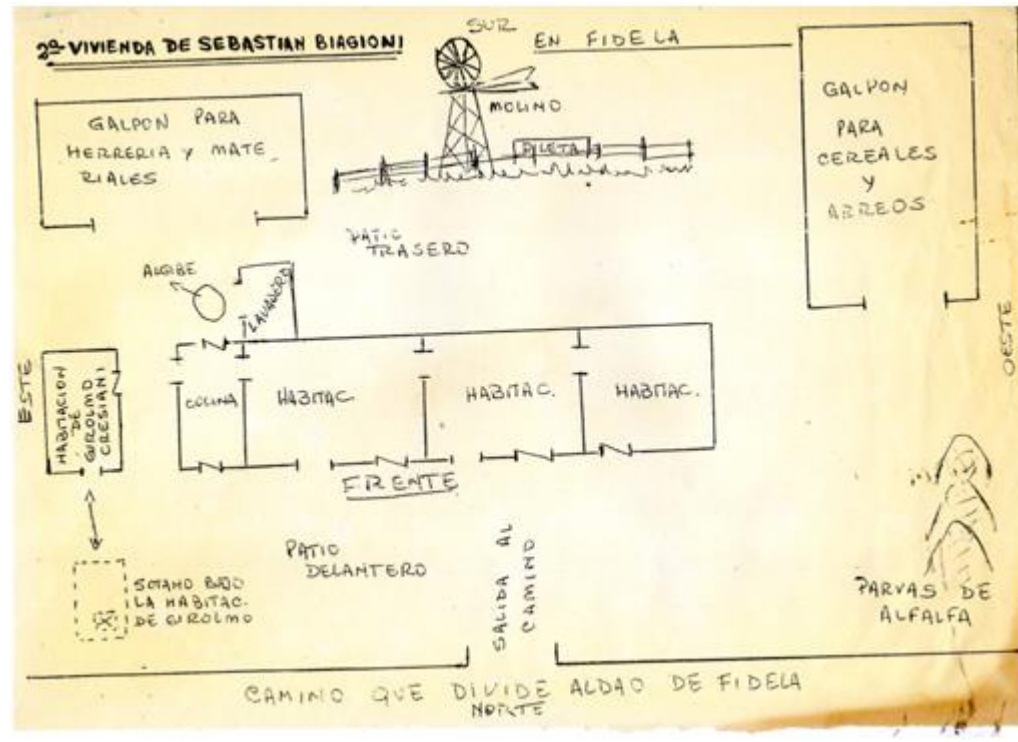 2ª VIVIENDA DE SEBASTIAN BIAGIONI
SUR
EN FIDELA
GALPON PARA
HERRERIA Y MATE
RIALES
MOLINO
PILETA
GALPON
PARA
CEREALES
Y
ARREOS
PATIO
TRASERO
ALGIBE
LAVADERO
ESTE
OESTE
HABITACION
DE
GIROLMO
CRESIANI
COCINA
HABITAC.
HABITAC.
HABITAC.
FRENTE
PATIO
DELANTERO
SALIDA AL
CAMINO
SOTANO BAJO
LA HABITAC.
DE GIROLMO
PARVAS DE
ALFALFA
CAMINO QUE DIVIDE ALDAO DE FIDELA
NORTE